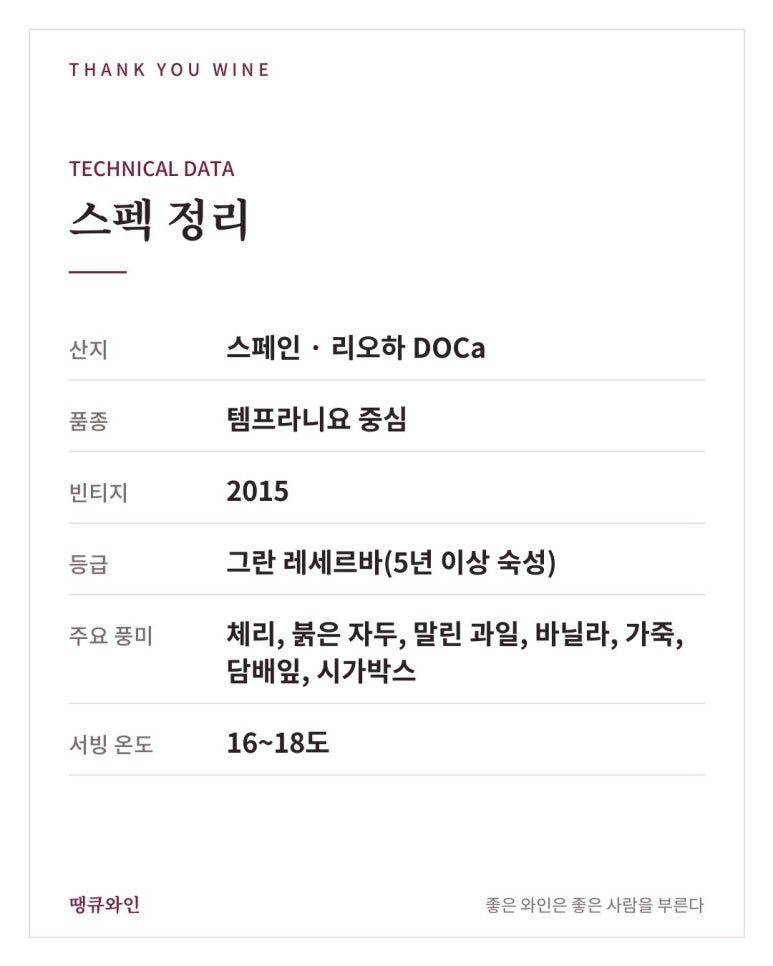 THANK YOU WINE
TECHNICAL DATA
스펙 정리
산지 스페인 · 리오하 DOCa
품종 템프라니요 중심
빈티지 2015
등급 그란 레세르바(5년 이상 숙성)
주요 풍미 체리, 붉은 자두, 말린 과일, 바닐라, 가죽,
담배잎, 시가박스
서빙 온도 16~18도
땡큐와인 좋은 와인은 좋은 사람을 부른다